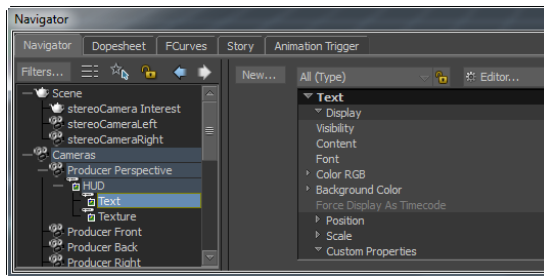 Navigator
Navigator Dopesheet FCurves Story Animation Trigger
Filters... New... All (Type) Editor...
Scene
stereoCamera Interest
stereoCameraLeft
stereoCameraRight
Cameras
Producer Perspective
HUD
Text
Texture
Producer Front
Producer Back
Producer Right
Text
Display
Visibility
Content
Font
Color RGB
Background Color
Force Display As Timecode
Position
Scale
Custom Properties